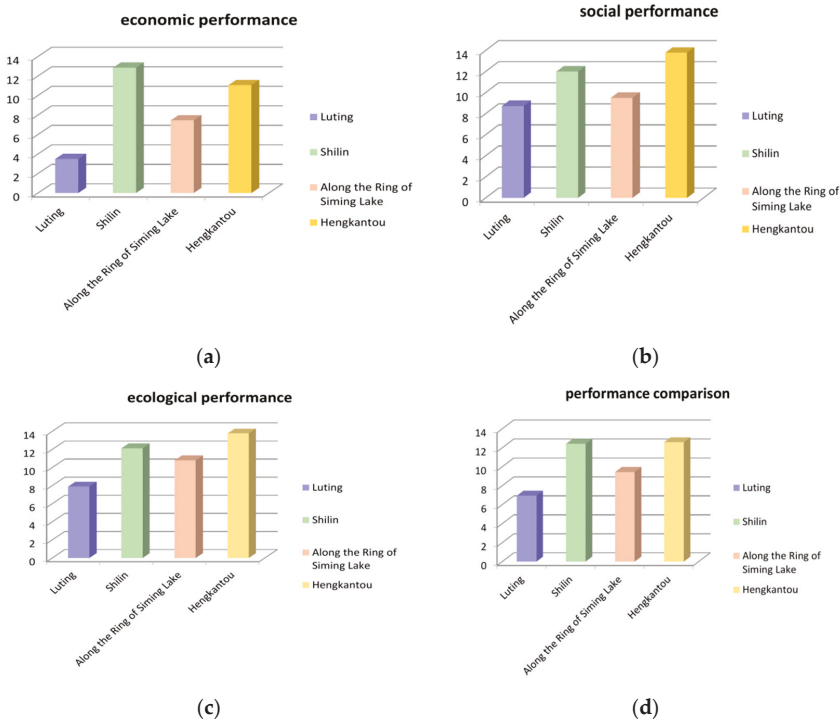 economic performance
14
12
10
8
6
4
2
0
Luting
Shilin
Along the Ring of Siming Lake
Hengkantou
Luting
Shilin
Along the Ring of
Siming Lake
Hengkantou
(a)
social performance
14
12
10
8
6
4
2
0
Luting
Shilin
Along the Ring of Siming Lake
Hengkantou
Luting
Shilin
Along the Ring of
Siming Lake
Hengkantou
(b)
ecological performance
14
12
10
8
6
4
2
0
Luting
Shilin
Along the Ring of Siming Lake
Hengkantou
Luting
Shilin
Along the Ring of
Siming Lake
Hengkantou
(c)
performance comparison
14
12
10
8
6
4
2
0
Luting
Shilin
Along the Ring of Siming Lake
Hengkantou
Luting
Shilin
Along the Ring of
Siming Lake
Hengkantou
(d)